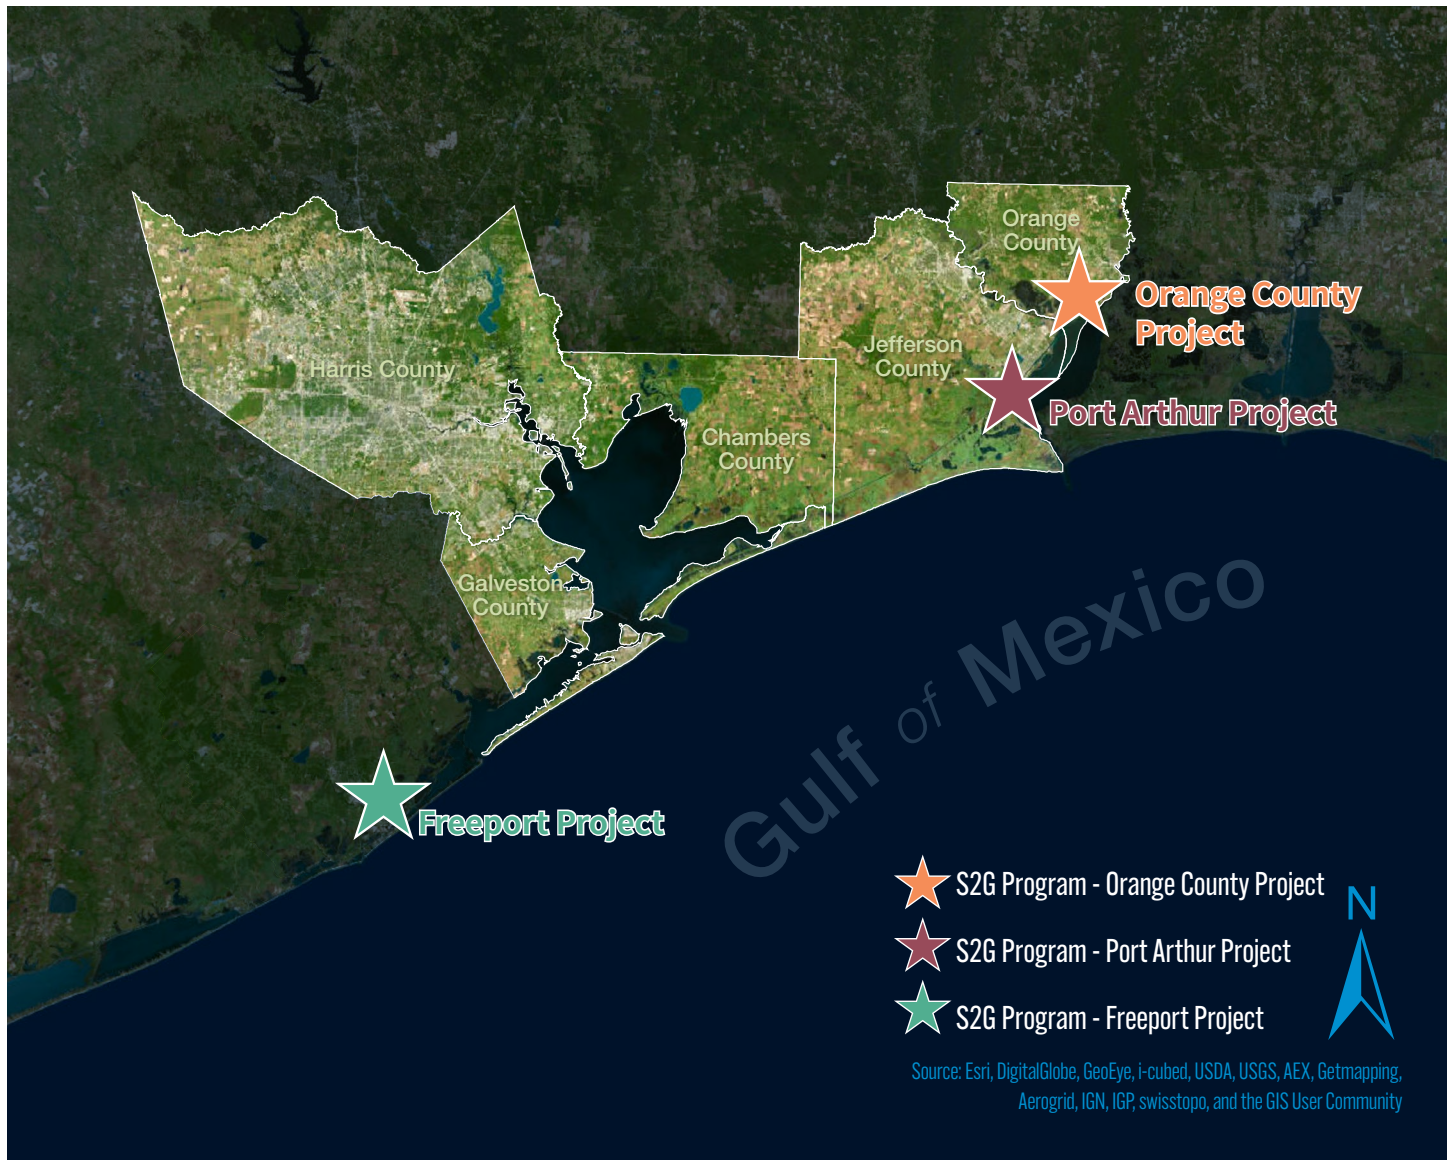 Orange
County
Orange County
Project
Jefferson
County
Harris County
Port Arthur Project
Chambers
County
Galveston
County
Gulf of Mexico
Freeport Project
S2G Program - Orange County Project
N
S2G Program - Port Arthur Project
S2G Program - Freeport Project
Source: Esri, DigitalGlobe, GeoEye, i-cubed, USDA, USGS, AEX, Getmapping,
Aerogrid, IGN, IGP, swisstopo, and the GIS User Community